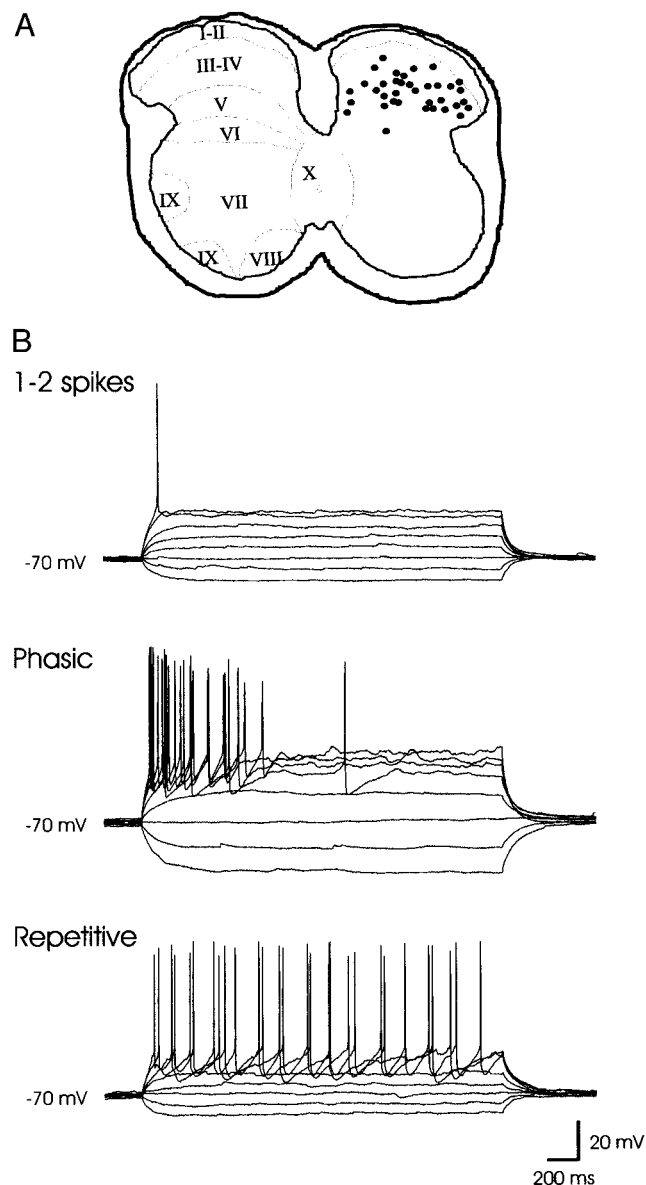 A
I-II
III-IV
V
VI
X
IX
VII
IX
VIII
B
1-2 spikes
-70 mV
Phasic
-70 mV
Repetitive
-70 mV
20 mV
200 ms